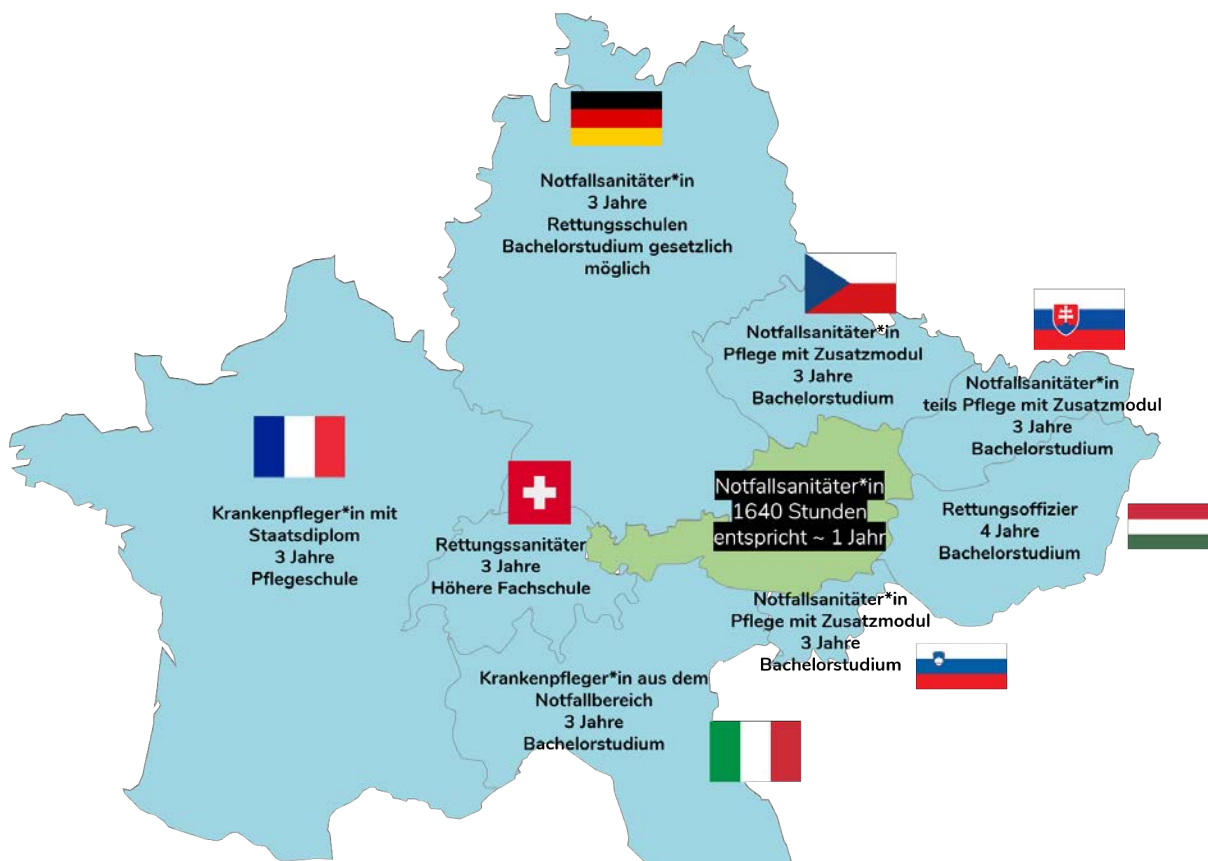 Notfallsanitäter*in
3 Jahre
Rettungsschulen
Bachelorstudium gesetzlich
möglich
Notfallsanitäter*in
Pflege mit Zusatzmodul
3 Jahre
Bachelorstudium
Notfallsanitäter*in
teils Pflege mit Zusatzmodul
3 Jahre
Bachelorstudium
Krankenpfleger*in mit
Staatsdiplom
3 Jahre
Pflegeschule
Rettungssanitäter
3 Jahre
Höhere Fachschule
Notfallsanitäter*in
1640 Stunden
entspricht ~ 1 Jahr
Rettungsoffizier
4 Jahre
Bachelorstudium
Notfallsanitäter*in
Pflege mit Zusatzmodul
3 Jahre
Bachelorstudium
Krankenpfleger*in aus dem
Notfallbereich
3 Jahre
Bachelorstudium